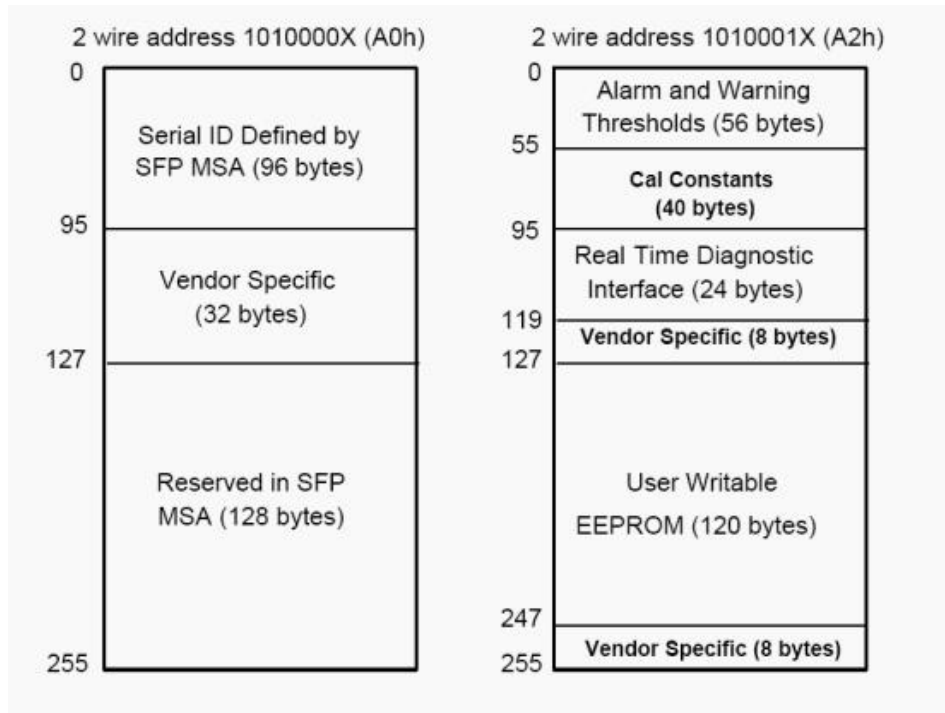 2 wire address 1010000X (A0h)
0
Serial ID Defined by
SFP MSA (96 bytes)
95
Vendor Specific
(32 bytes)
127
Reserved in SFP
MSA (128 bytes)
255
2 wire address 1010001X (A2h)
0
Alarm and Warning
Thresholds (56 bytes)
55
Cal Constants
(40 bytes)
95
Real Time Diagnostic
Interface (24 bytes)
119
Vendor Specific (8 bytes)
127
User Writable
EEPROM (120 bytes)
247
Vendor Specific (8 bytes)
255